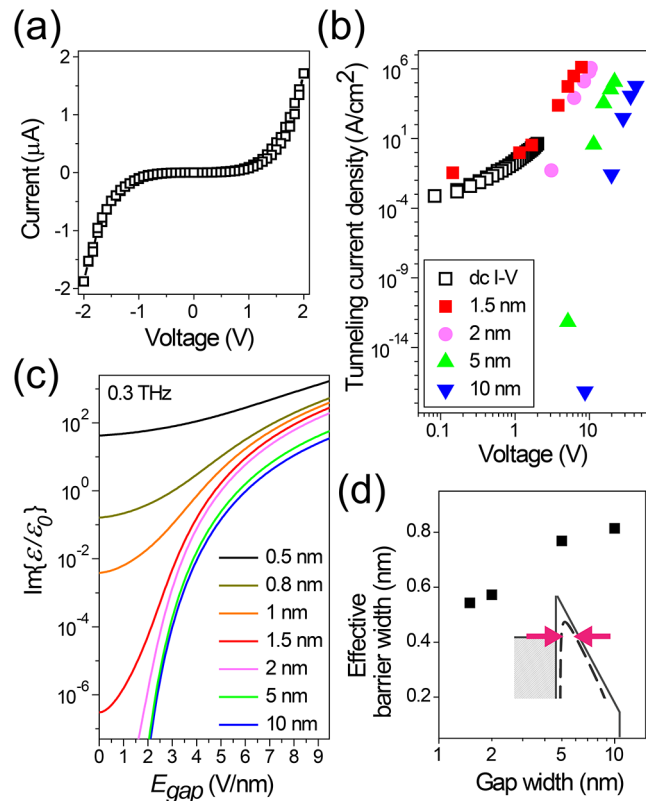 (a)
Current (μA)
2
1
0
-1
-2
-2
-1
0
1
2
Voltage (V)
(b)
Tunneling current density (A/cm²)
10⁶
10¹
10⁻⁴
10⁻⁹
10⁻¹⁴
dc I-V
1.5 nm
2 nm
5 nm
10 nm
0.1
1
10
Voltage (V)
(c)
0.3 THz
Im{ε/ε₀}
10²
10⁰
10⁻²
10⁻⁴
10⁻⁶
0.5 nm
0.8 nm
1 nm
1.5 nm
2 nm
5 nm
10 nm
0 1 2 3 4 5 6 7 8 9
E_gap (V/nm)
(d)
Effective
barrier width (nm)
0.8
0.6
0.4
0.2
1
2
5
10
Gap width (nm)